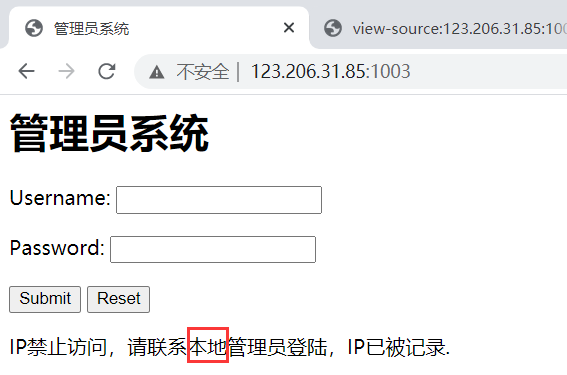 管理员系统
view-source:123.206.31.85:100
不安全 | 123.206.31.85:1003
管理员系统
Username:
Password:
Submit Reset
IP禁止访问，请联系本地管理员登陆，IP已被记录.